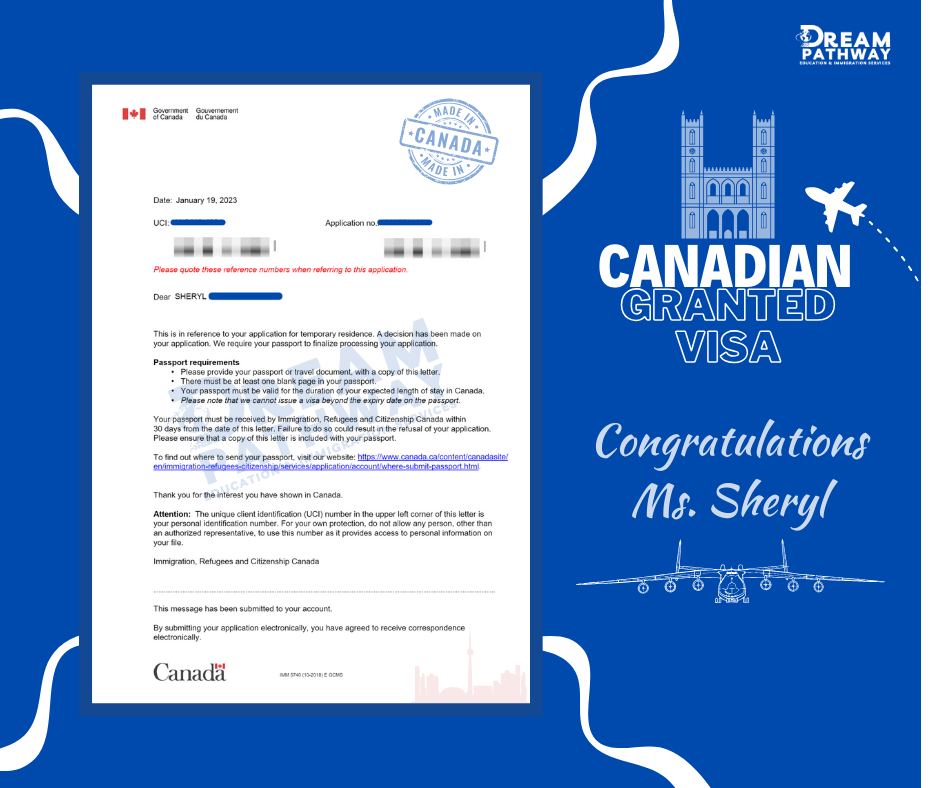 DREAM
PATHWAY
EDUCATION & IMMIGRATION SERVICES
Government of Canada
Gouvernement du Canada
MADE IN
CANADA
MADE IN
Date: January 19, 2023
UCI:
Application no.
Please quote these reference numbers when referring to this application.
Dear SHERYL
This is in reference to your application for temporary residence. A decision has been made on
your application. We require your passport to finalize processing your application.
Passport requirements
• Please provide your passport or travel document, with a copy of this letter.
• There must be at least one blank page in your passport.
• Your passport must be valid for the duration of your expected length of stay in Canada.
• Please note that we cannot issue a visa beyond the expiry date on the passport.
Your passport must be received by Immigration, Refugees and Citizenship Canada within
30 days from the date of this letter. Failure to do so could result in the refusal of your application.
Please ensure that a copy of this letter is included with your passport.
To find out where to send your passport, visit our website: https://www.canada.ca/content/canadasite/
en/immigration-refugees-citizenship/services/application/account/where-submit-passport.html.
Thank you for the interest you have shown in Canada.
Attention: The unique client identification (UCI) number in the upper left corner of this letter is
your personal identification number. For your own protection, do not allow any person, other than
an authorized representative, to use this number as it provides access to personal information on
your file.
Immigration, Refugees and Citizenship Canada
This message has been submitted to your account.
By submitting your application electronically, you have agreed to receive correspondence
electronically.
Canada
IMM 5740 (10-2018) E GCMS
DREAM
PATHWAY
EDUCATION & IMMIGRATION SERVICES
CANADIAN
GRANTED
VISA
Congratulations
Ms. Sheryl